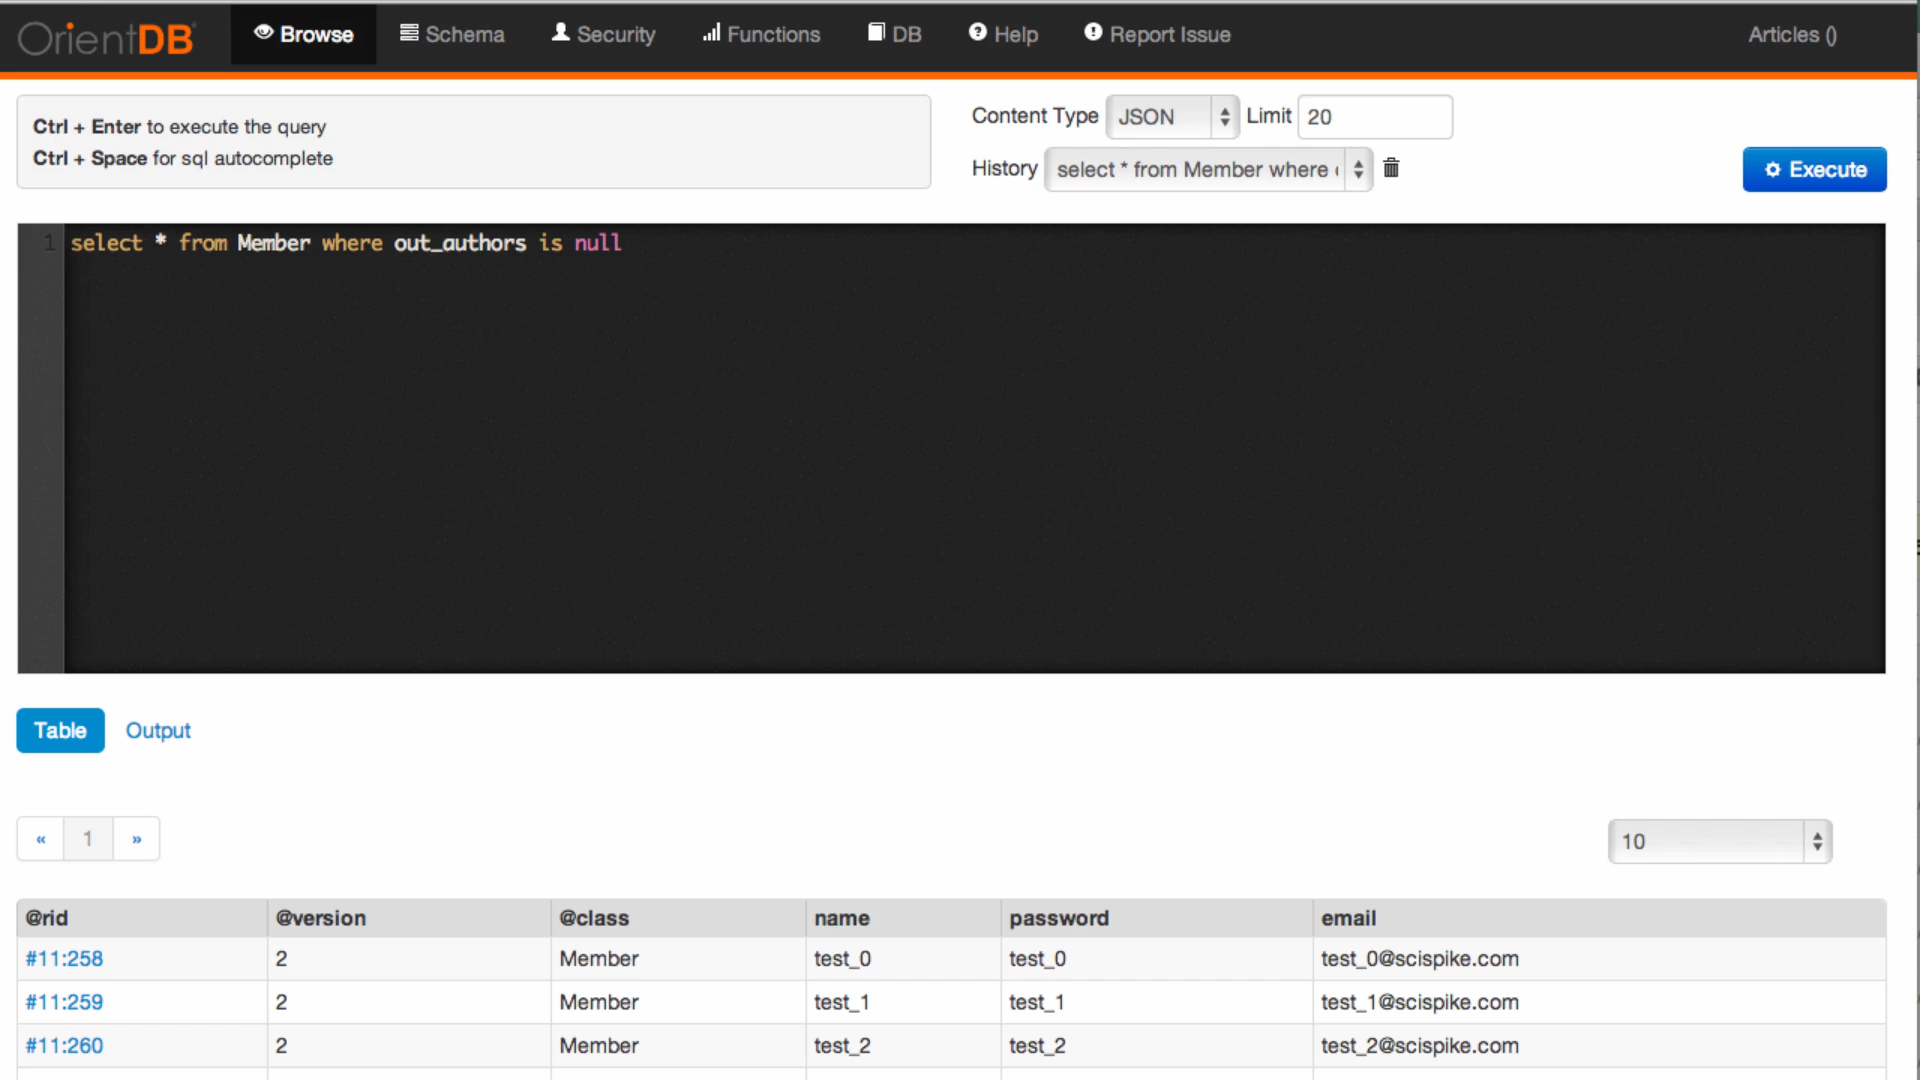 OrientDB Browse Schema Security Functions DB Help Report Issue Articles ()
Ctrl + Enter to execute the query
Ctrl + Space for sql autocomplete
Content Type JSON Limit 20
History select * from Member where
Execute
1 select * from Member where out_authors is null
Table Output
« 1 » 10
@rid @version @class name password email
#11:258 2 Member test_0 test_0 test_0@scispike.com
#11:259 2 Member test_1 test_1 test_1@scispike.com
#11:260 2 Member test_2 test_2 test_2@scispike.com